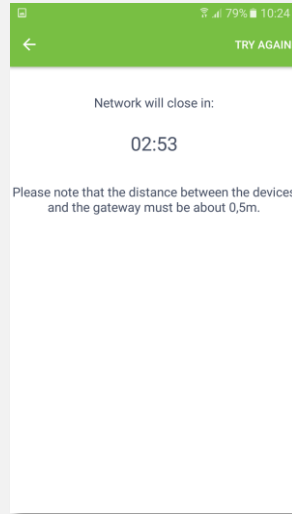 79% 10:24
TRY AGAIN
Network will close in:
02:53
Please note that the distance between the devices
and the gateway must be about 0,5m.